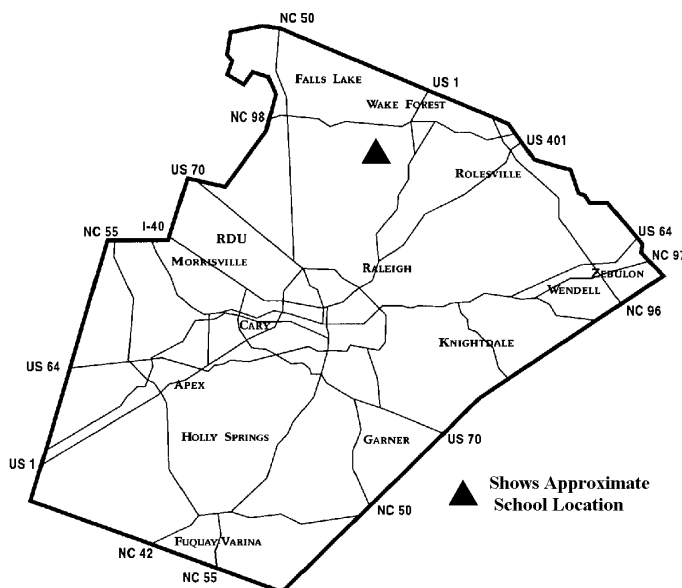 NC 50
FALLS LAKE
US 1
WAKE FOREST
NC 98
US 401
US 70
ROLESVILLE
NC 55
I-40
RDU
US 64
MORRISVILLE
RALEIGH
NC 97
ZEBULON
WENDELL
NC 96
CARY
KNIGHTDALE
US 64
APEX
HOLLY SPRINGS
GARNER
US 70
US 1
Shows Approximate
School Location
NC 50
FUQUAY-VARINA
NC 42
NC 55